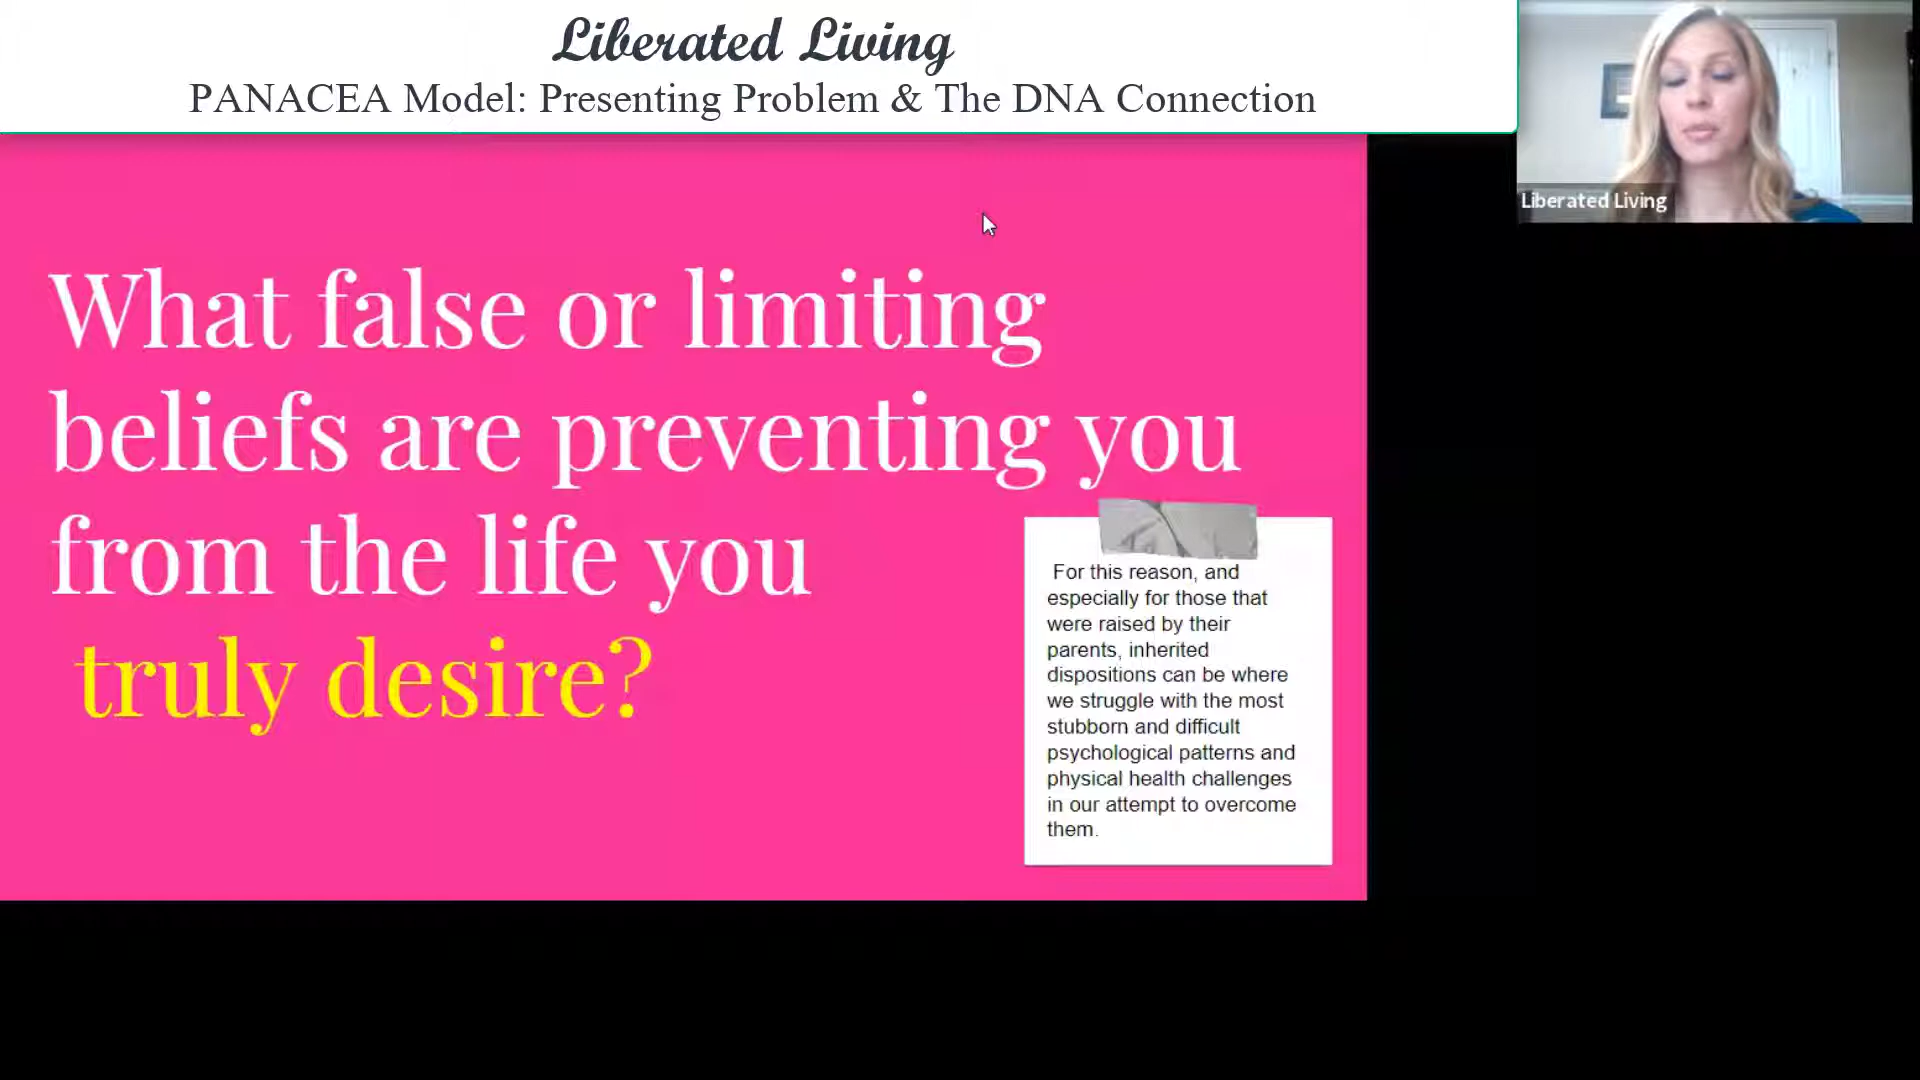 Liberated Living
PANACEA Model: Presenting Problem & The DNA Connection
Liberated Living
What false or limiting
beliefs are preventing you
from the life you
truly desire?
For this reason, and
especially for those that
were raised by their
parents, inherited
dispositions can be where
we struggle with the most
stubborn and difficult
psychological patterns and
physical health challenges
in our attempt to overcome
them.